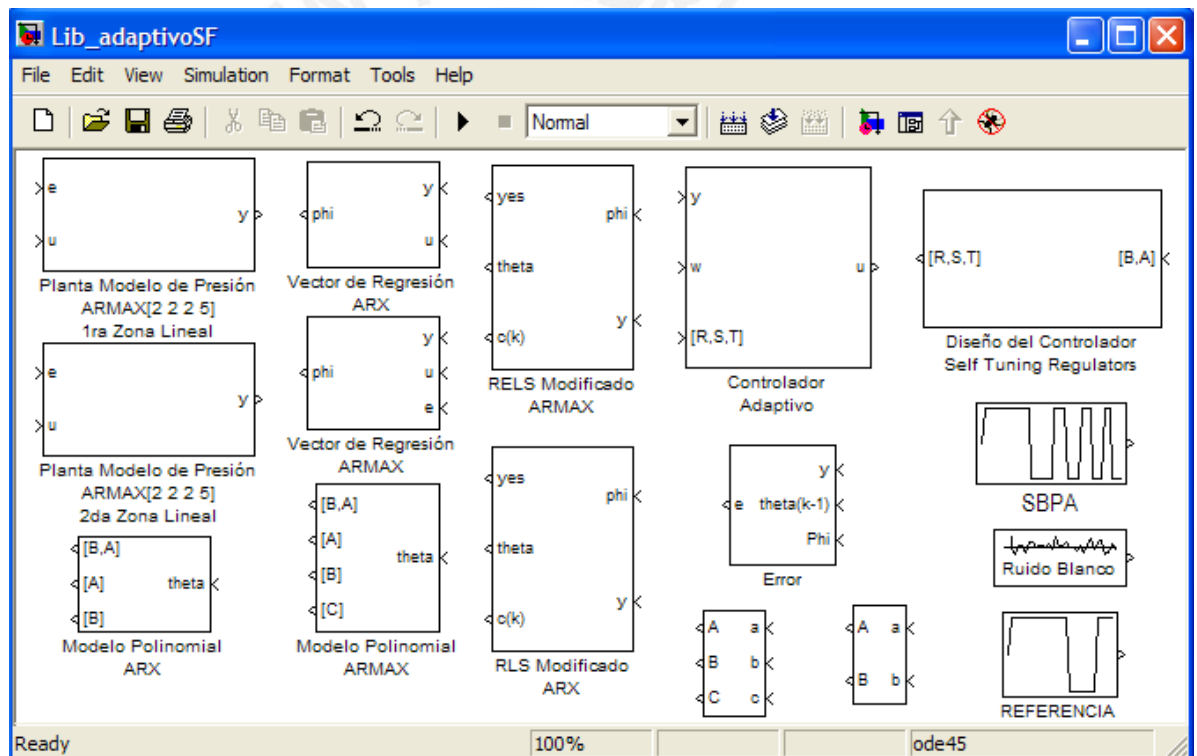 Lib_adaptivoSF
File Edit View Simulation Format Tools Help
Normal
e
u
y
Planta Modelo de Presión
ARMAX[2 2 2 5]
1ra Zona Lineal
phi
y
u
Vector de Regresión
ARX
yes
theta
c(k)
phi
y
RELS Modificado
ARMAX
y
w
[R,S,T]
u
Controlador
Adaptivo
[R,S,T]
[B,A]
Diseño del Controlador
Self Tuning Regulators
e
u
y
Planta Modelo de Presión
ARMAX[2 2 2 5]
2da Zona Lineal
phi
y
u
e
Vector de Regresión
ARMAX
SBPA
[B,A]
[A]
[B]
theta
Modelo Polinomial
ARX
[B,A]
[A]
[B]
[C]
theta
Modelo Polinomial
ARMAX
yes
theta
c(k)
phi
y
RLS Modificado
ARX
e
y
theta(k-1)
Phi
Error
Ruido Blanco
A a
B b
C c
A a
B b
REFERENCIA
Ready 100% ode45